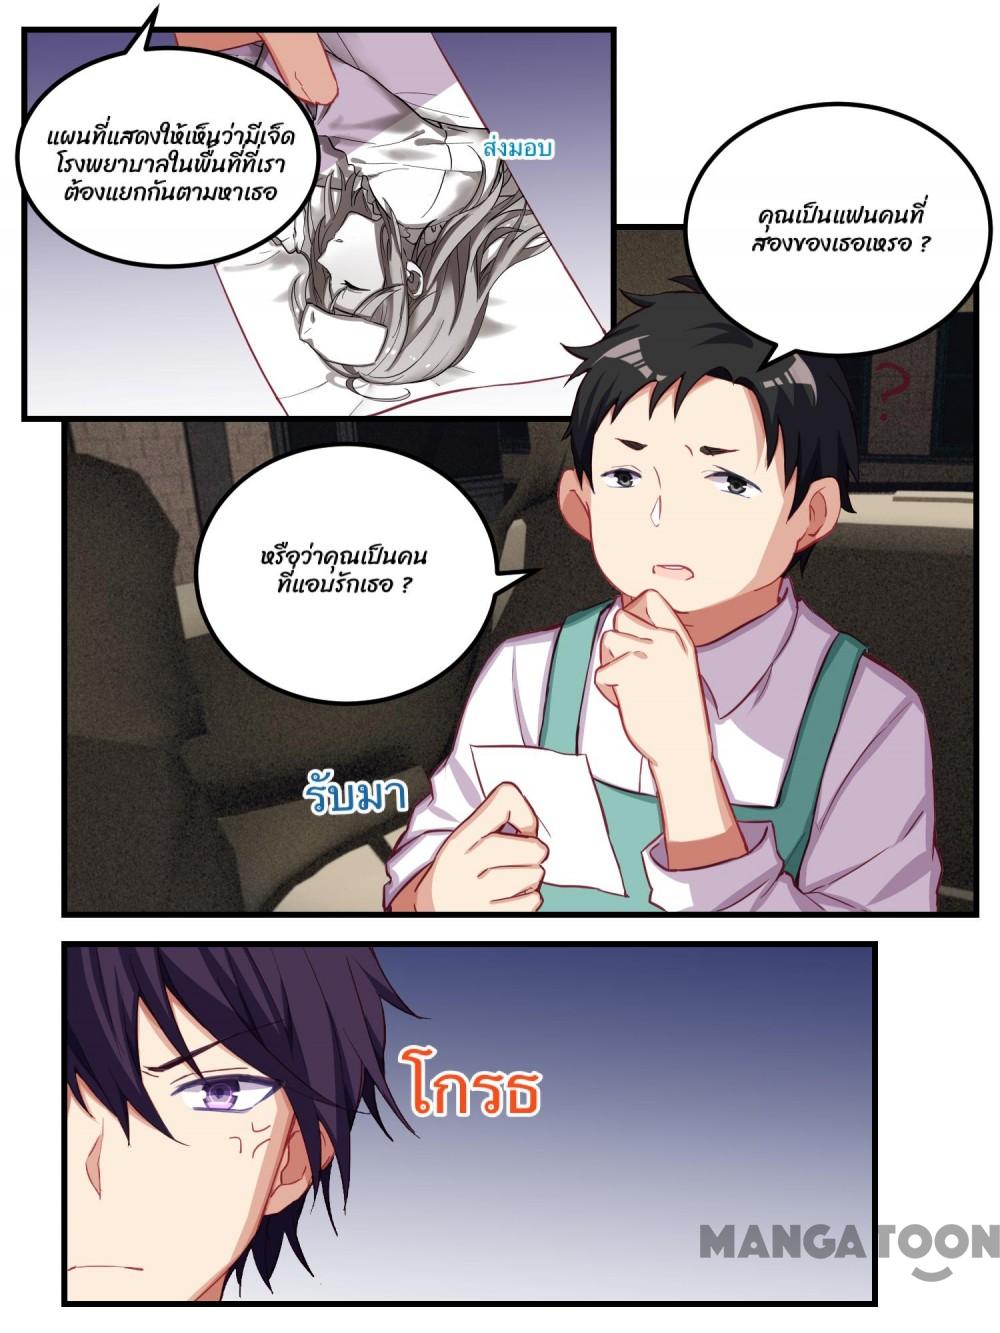 แผนที่แสดงให้เห็นว่ามีเจ็ด
โรงพยาบาลในพื้นที่ที่เรา
ต้องแยกกันตามหาเธอ
ส่งมอบ
คุณเป็นแฟนคนที่
สองของเธอเหรอ ?
?
หรือว่าคุณเป็นคน
ที่แอบรักเธอ ?
รับมา
โกรธ
MANGATOON